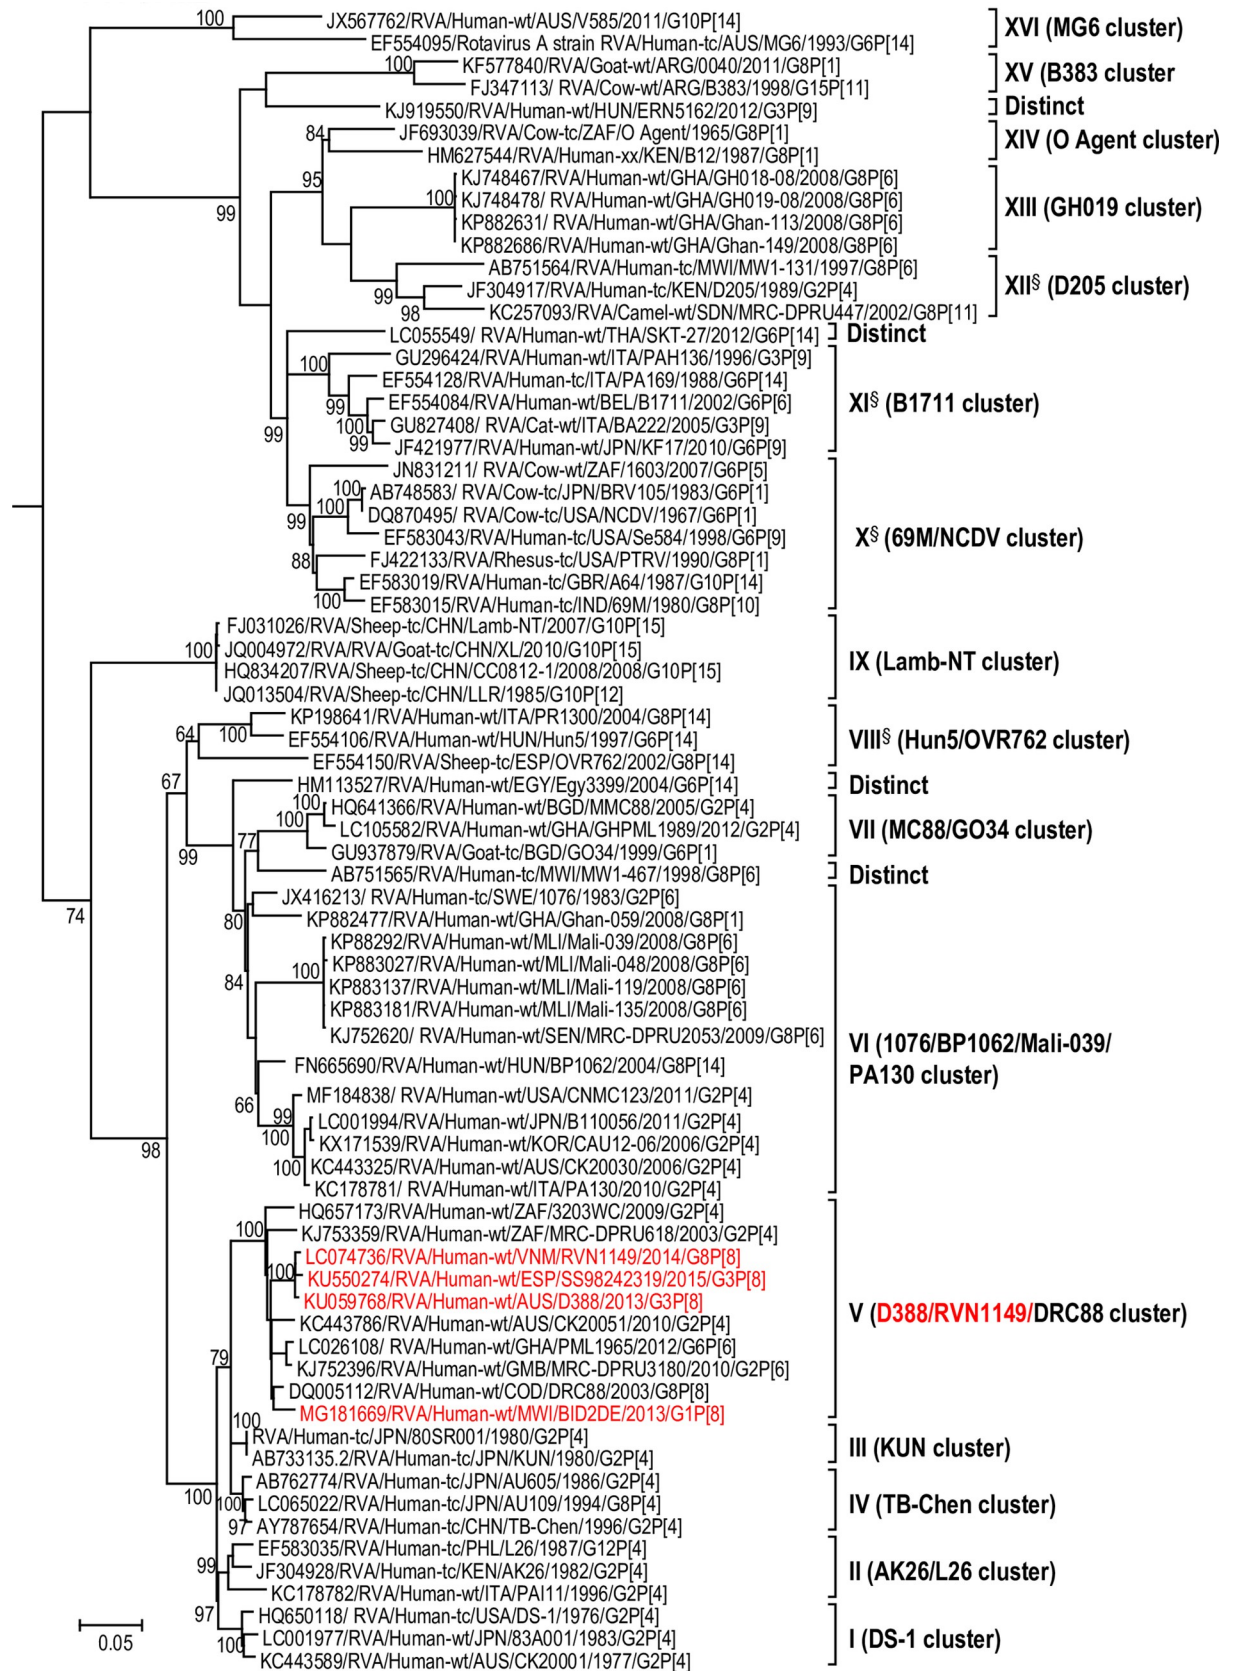 100
JX567762/RVA/Human-wt/AUS/V585/2011/G10P[14]
EF554095/Rotavirus A strain RVA/Human-tc/AUS/MG6/1993/G6P[14]
XVI (MG6 cluster)
100
KF577840/RVA/Goat-wt/ARG/0040/2011/G8P[1]
FJ347113/ RVA/Cow-wt/ARG/B383/1998/G15P[11]
XV (B383 cluster
KJ919550/RVA/Human-wt/HUN/ERN5162/2012/G3P[9]
Distinct
84
JF693039/RVA/Cow-tc/ZAF/O Agent/1965/G8P[1]
HM627544/RVA/Human-xx/KEN/B12/1987/G8P[1]
XIV (O Agent cluster)
95
99
100
KJ748467/RVA/Human-wt/GHA/GH018-08/2008/G8P[6]
KJ748478/ RVA/Human-wt/GHA/GH019-08/2008/G8P[6]
KP882631/ RVA/Human-wt/GHA/Ghan-113/2008/G8P[6]
KP882686/RVA/Human-wt/GHA/Ghan-149/2008/G8P[6]
XIII (GH019 cluster)
AB751564/RVA/Human-tc/MWI/MW1-131/1997/G8P[6]
99
JF304917/RVA/Human-tc/KEN/D205/1989/G2P[4]
98
KC257093/RVA/Camel-wt/SDN/MRC-DPRU447/2002/G8P[11]
XII§ (D205 cluster)
LC055549/ RVA/Human-wt/THA/SKT-27/2012/G6P[14]
Distinct
100
GU296424/RVA/Human-wt/ITA/PAH136/1996/G3P[9]
EF554128/RVA/Human-tc/ITA/PA169/1988/G6P[14]
99
EF554084/RVA/Human-wt/BEL/B1711/2002/G6P[6]
100
GU827408/ RVA/Cat-wt/ITA/BA222/2005/G3P[9]
99
JF421977/RVA/Human-wt/JPN/KF17/2010/G6P[9]
XI§ (B1711 cluster)
99
JN831211/ RVA/Cow-wt/ZAF/1603/2007/G6P[5]
100
AB748583/ RVA/Cow-tc/JPN/BRV105/1983/G6P[1]
100
DQ870495/ RVA/Cow-tc/USA/NCDV/1967/G6P[1]
99
EF583043/RVA/Human-tc/USA/Se584/1998/G6P[9]
88
FJ422133/RVA/Rhesus-tc/USA/PTRV/1990/G8P[1]
EF583019/RVA/Human-tc/GBR/A64/1987/G10P[14]
100
EF583015/RVA/Human-tc/IND/69M/1980/G8P[10]
X§ (69M/NCDV cluster)
FJ031026/RVA/Sheep-tc/CHN/Lamb-NT/2007/G10P[15]
100
JQ004972/RVA/RVA/Goat-tc/CHN/XL/2010/G10P[15]
HQ834207/RVA/Sheep-tc/CHN/CC0812-1/2008/2008/G10P[15]
JQ013504/RVA/Sheep-tc/CHN/LLR/1985/G10P[12]
IX (Lamb-NT cluster)
KP198641/RVA/Human-wt/ITA/PR1300/2004/G8P[14]
64
100
EF554106/RVA/Human-wt/HUN/Hun5/1997/G6P[14]
EF554150/RVA/Sheep-tc/ESP/OVR762/2002/G8P[14]
VIII§ (Hun5/OVR762 cluster)
67
HM113527/RVA/Human-wt/EGY/Egy3399/2004/G6P[14]
Distinct
100
HQ641366/RVA/Human-wt/BGD/MMC88/2005/G2P[4]
100
LC105582/RVA/Human-wt/GHA/GHPML1989/2012/G2P[4]
77
99
GU937879/RVA/Goat-tc/BGD/GO34/1999/G6P[1]
VII (MC88/GO34 cluster)
AB751565/RVA/Human-tc/MWI/MW1-467/1998/G8P[6]
Distinct
JX416213/ RVA/Human-tc/SWE/1076/1983/G2P[6]
74
80
KP882477/RVA/Human-wt/GHA/Ghan-059/2008/G8P[1]
KP88292/RVA/Human-wt/MLI/Mali-039/2008/G8P[6]
100
KP883027/RVA/Human-wt/MLI/Mali-048/2008/G8P[6]
84
KP883137/RVA/Human-wt/MLI/Mali-119/2008/G8P[6]
KP883181/RVA/Human-wt/MLI/Mali-135/2008/G8P[6]
KJ752620/ RVA/Human-wt/SEN/MRC-DPRU2053/2009/G8P[6]
FN665690/RVA/Human-wt/HUN/BP1062/2004/G8P[14]
66
MF184838/ RVA/Human-wt/USA/CNMC123/2011/G2P[4]
99
LC001994/RVA/Human-wt/JPN/B110056/2011/G2P[4]
100
KX171539/RVA/Human-wt/KOR/CAU12-06/2006/G2P[4]
100
KC443325/RVA/Human-wt/AUS/CK20030/2006/G2P[4]
KC178781/ RVA/Human-wt/ITA/PA130/2010/G2P[4]
VI (1076/BP1062/Mali-039/
PA130 cluster)
98
HQ657173/RVA/Human-wt/ZAF/3203WC/2009/G2P[4]
100
KJ753359/RVA/Human-wt/ZAF/MRC-DPRU618/2003/G2P[4]
LC074736/RVA/Human-wt/VNM/RVN1149/2014/G8P[8]
100
KU550274/RVA/Human-wt/ESP/SS98242319/2015/G3P[8]
KU059768/RVA/Human-wt/AUS/D388/2013/G3P[8]
KC443786/RVA/Human-wt/AUS/CK20051/2010/G2P[4]
LC026108/ RVA/Human-wt/GHA/PML1965/2012/G6P[6]
79
KJ752396/RVA/Human-wt/GMB/MRC-DPRU3180/2010/G2P[6]
DQ005112/RVA/Human-wt/COD/DRC88/2003/G8P[8]
MG181669/RVA/Human-wt/MWI/BID2DE/2013/G1P[8]
V (D388/RVN1149/DRC88 cluster)
100
RVA/Human-tc/JPN/80SR001/1980/G2P[4]
AB733135.2/RVA/Human-tc/JPN/KUN/1980/G2P[4]
III (KUN cluster)
AB762774/RVA/Human-tc/JPN/AU605/1986/G2P[4]
100
100
LC065022/RVA/Human-tc/JPN/AU109/1994/G8P[4]
97
AY787654/RVA/Human-tc/CHN/TB-Chen/1996/G2P[4]
IV (TB-Chen cluster)
EF583035/RVA/Human-tc/PHL/L26/1987/G12P[4]
99
JF304928/RVA/Human-tc/KEN/AK26/1982/G2P[4]
KC178782/RVA/Human-wt/ITA/PAI11/1996/G2P[4]
II (AK26/L26 cluster)
97
HQ650118/ RVA/Human-tc/USA/DS-1/1976/G2P[4]
100
LC001977/RVA/Human-wt/JPN/83A001/1983/G2P[4]
KC443589/RVA/Human-wt/AUS/CK20001/1977/G2P[4]
I (DS-1 cluster)
0.05